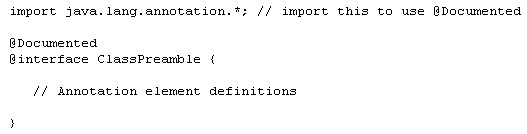 import java.lang.annotation.*; // import this to use @Documented
@Documented
@interface ClassPreamble {
// Annotation element definitions
}